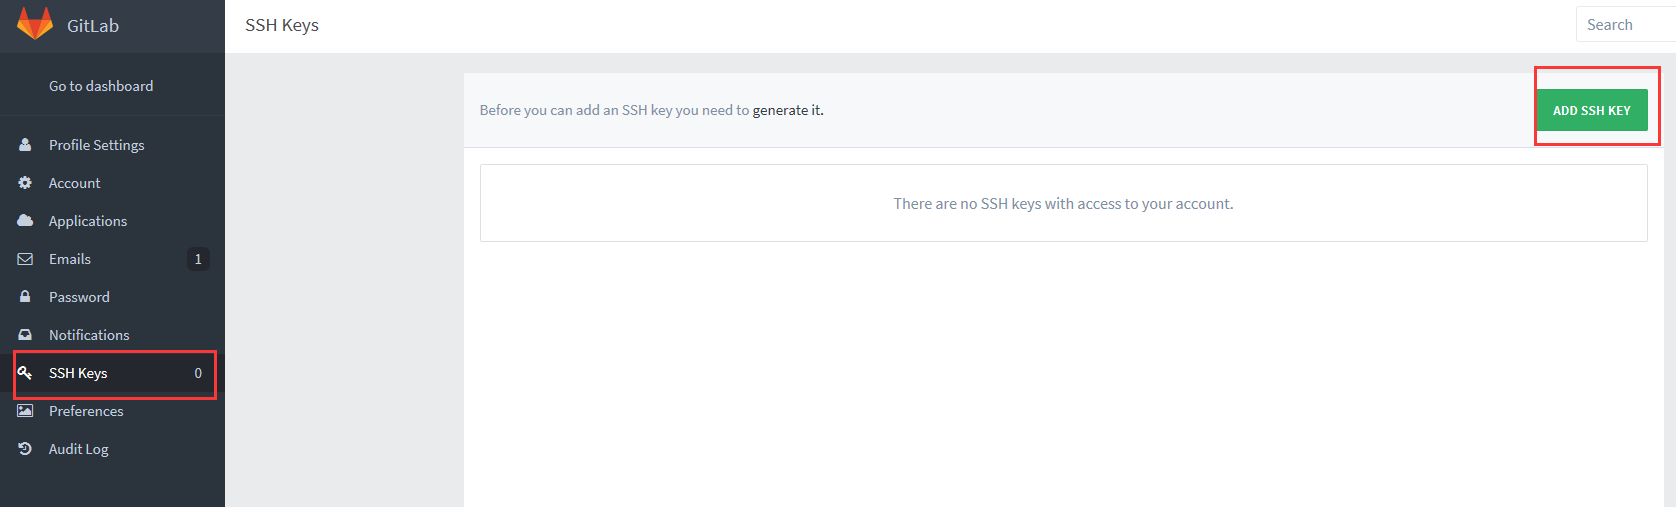 GitLab
SSH Keys
Search
Go to dashboard
Before you can add an SSH key you need to generate it.
ADD SSH KEY
Profile Settings
Account
Applications
Emails 1
Password
Notifications
SSH Keys 0
Preferences
Audit Log
There are no SSH keys with access to your account.